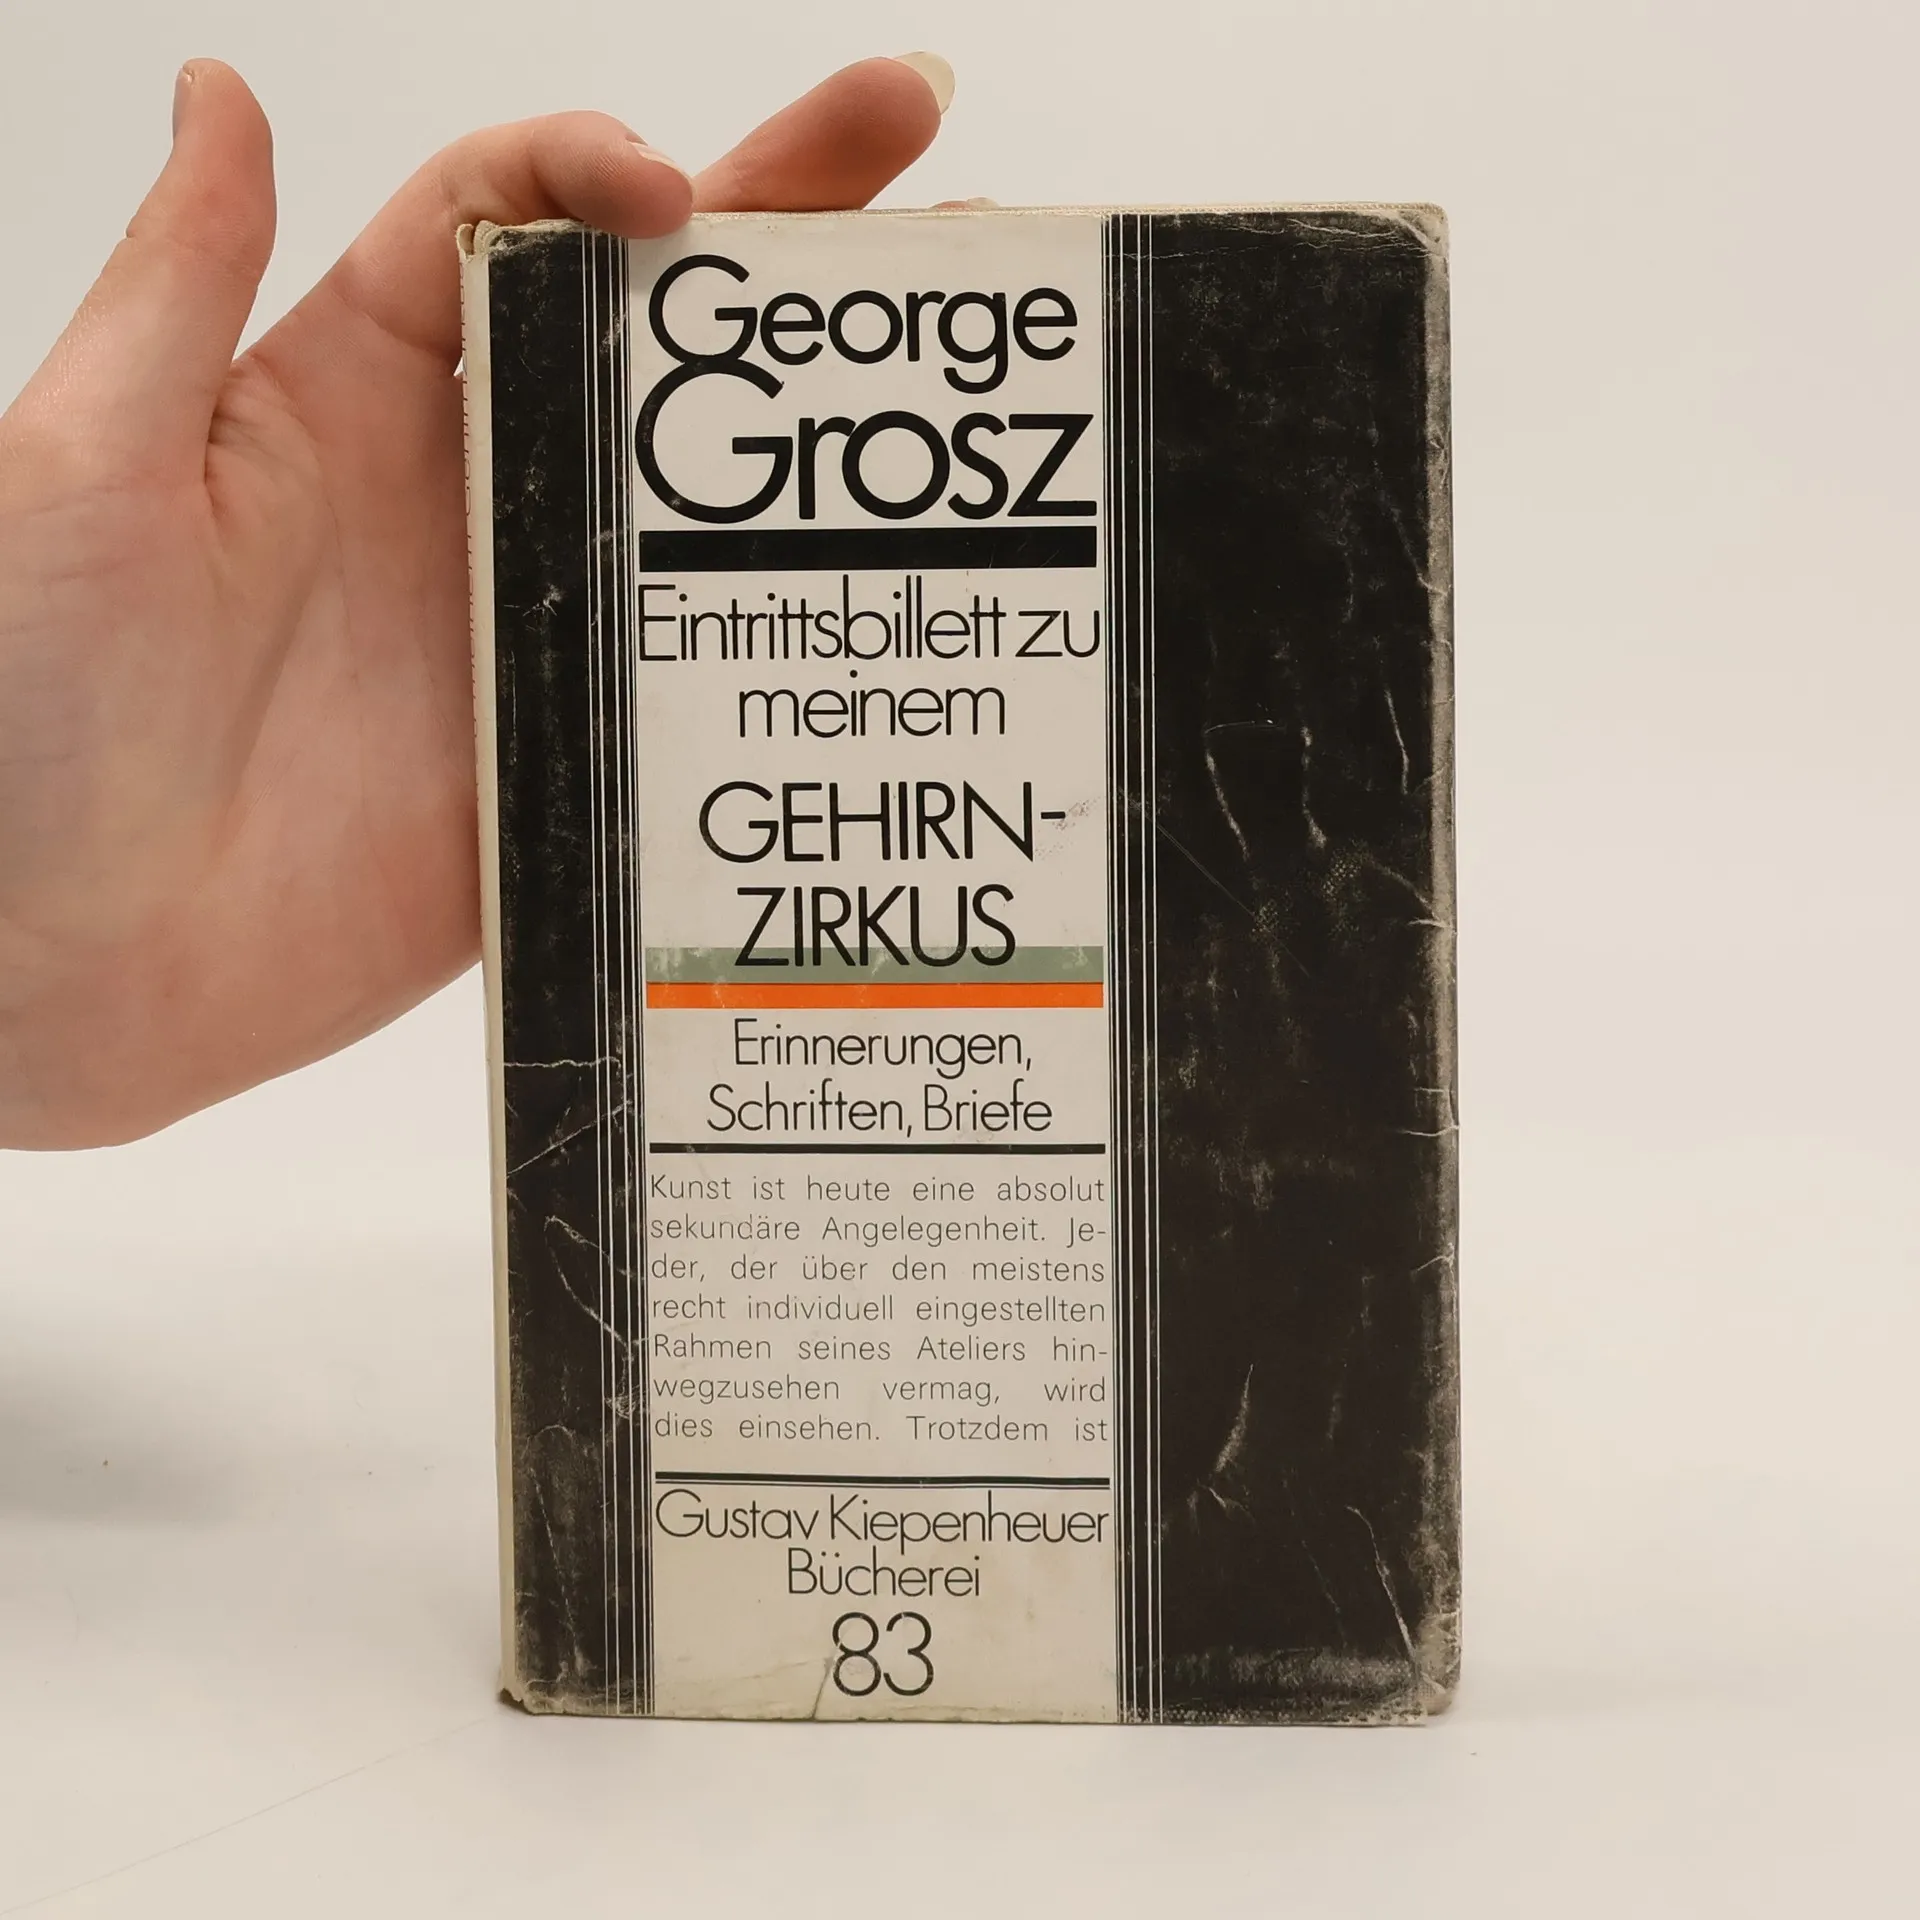 George
Grosz
Eintrittsbillett zu
meinem
GEHIRN-
ZIRKUS
Erinnerungen,
Schriften, Briefe
Kunst ist heute eine absolut
sekundäre Angelegenheit. Je-
der, der über den meistens
recht individuell eingestellten
Rahmen seines Ateliers hin-
wegzusehen vermag, wird
dies einsehen. Trotzdem ist
Gustav Kiepenheuer
Bücherei
83